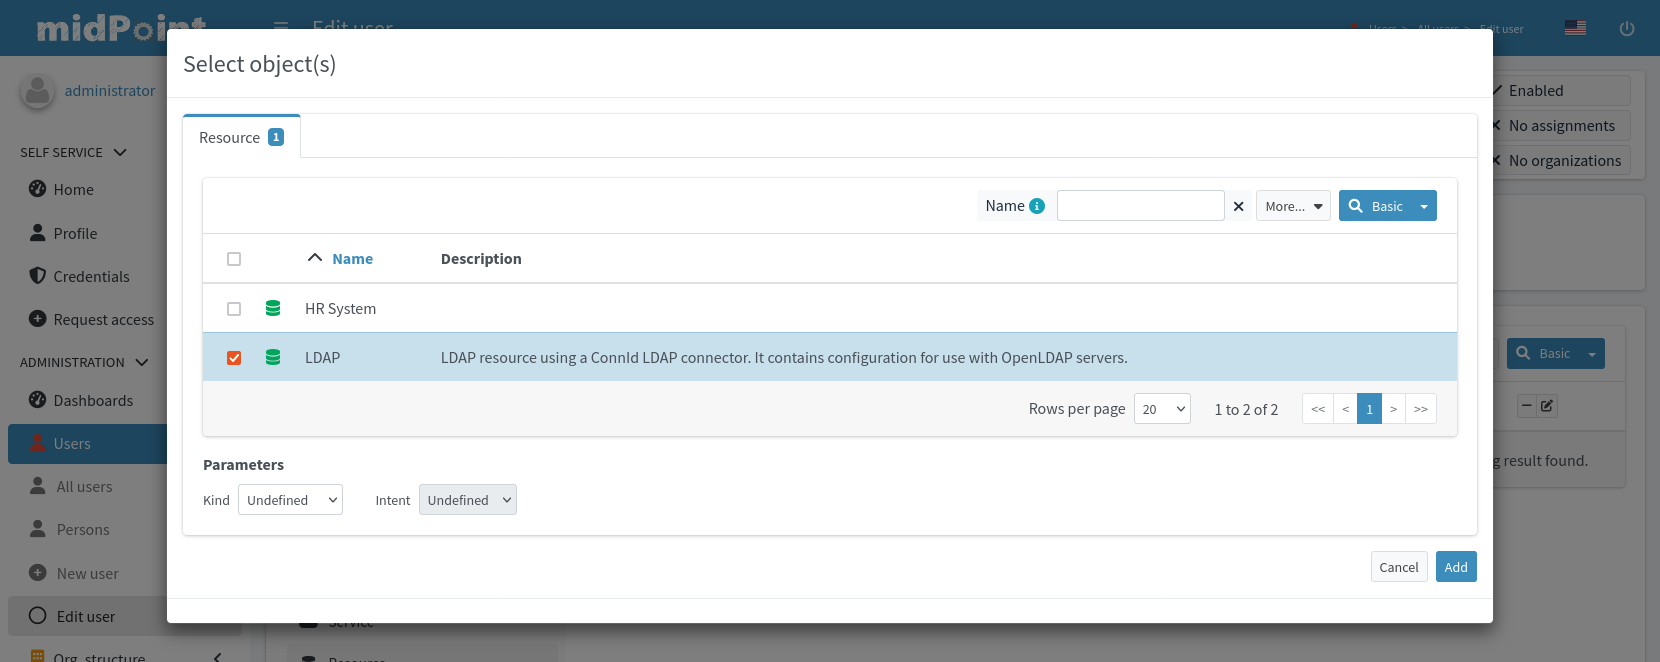 midPoint
Edit user
Users > All users > Edit user
Select object(s)
administrator
Enabled
No assignments
No organizations
Resource 1
SELF SERVICE
Home
Profile
Credentials
Request access
ADMINISTRATION
Dashboards
Users
All users
Persons
New user
Edit user
Org. structure
Name
More...
Basic
Name Description
HR System
LDAP LDAP resource using a ConnId LDAP connector. It contains configuration for use with OpenLDAP servers.
Rows per page 20 1 to 2 of 2 << < 1 > >>
Parameters
Kind Undefined Intent Undefined
Cancel Add
Basic
result found.
Service
Resource